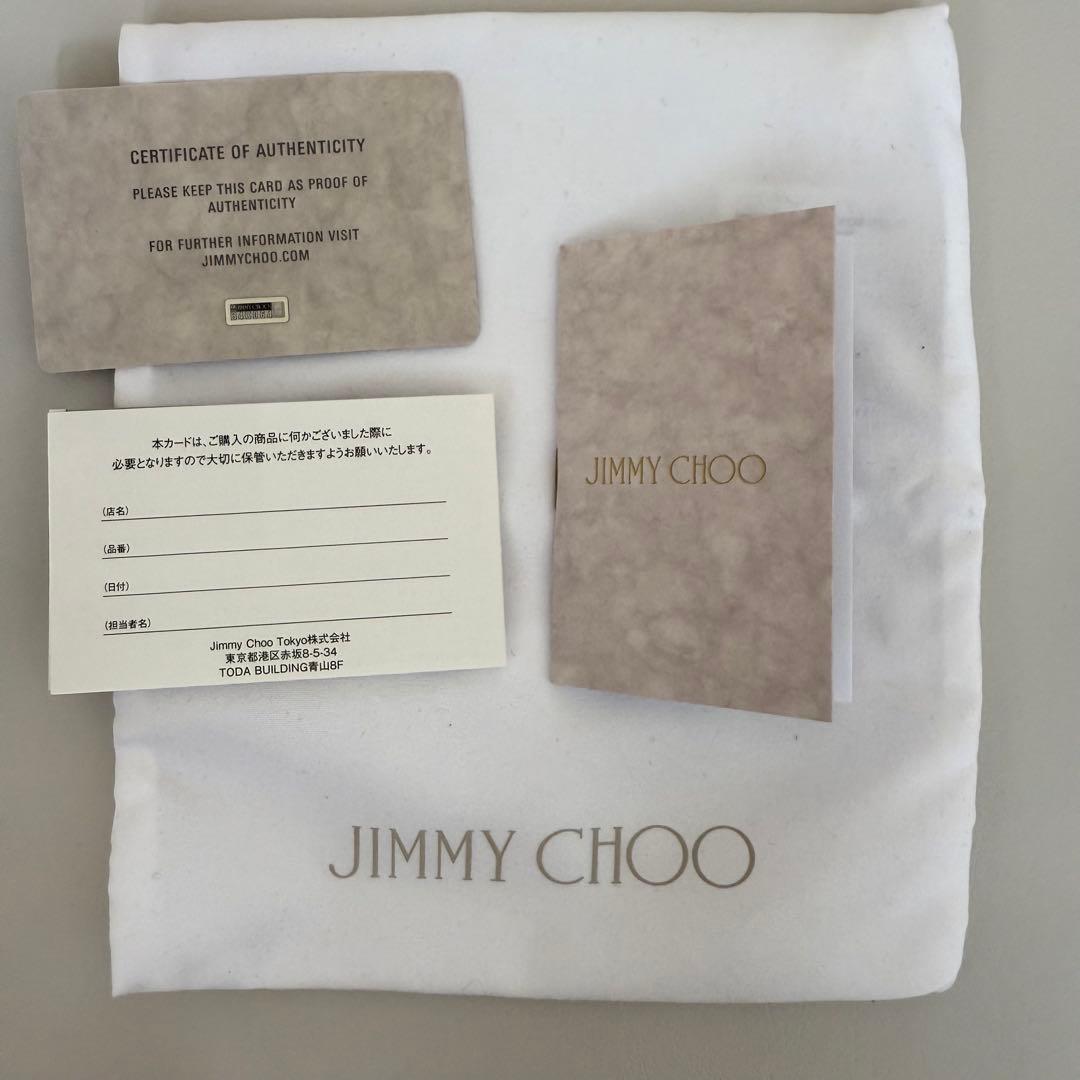 CERTIFICATE OF AUTHENTICITY
PLEASE KEEP THIS CARD AS PROOF OF
AUTHENTICITY
FOR FURTHER INFORMATION VISIT
JIMMYCHOO.COM
JIMMY CHOO
本カードは、ご購入の商品に何かございました際に
必要となりますので大切に保管いただきますようお願いいたします。
(店名)
(品番)
(日付)
(担当者名)
Jimmy Choo Tokyo株式会社
東京都港区赤坂8-5-34
TODA BUILDING青山8F
JIMMY CHOO
JIMMY CHOO